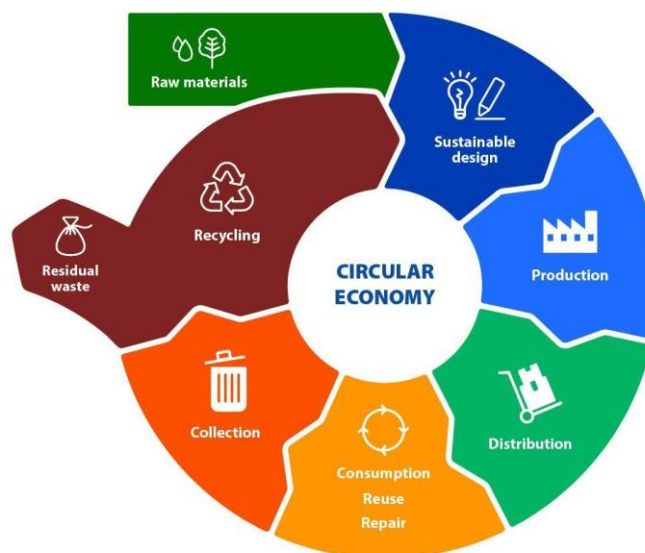 Raw materials
Sustainable
design
Production
Distribution
Consumption
Reuse
Repair
Collection
Recycling
Residual
waste
CIRCULAR
ECONOMY